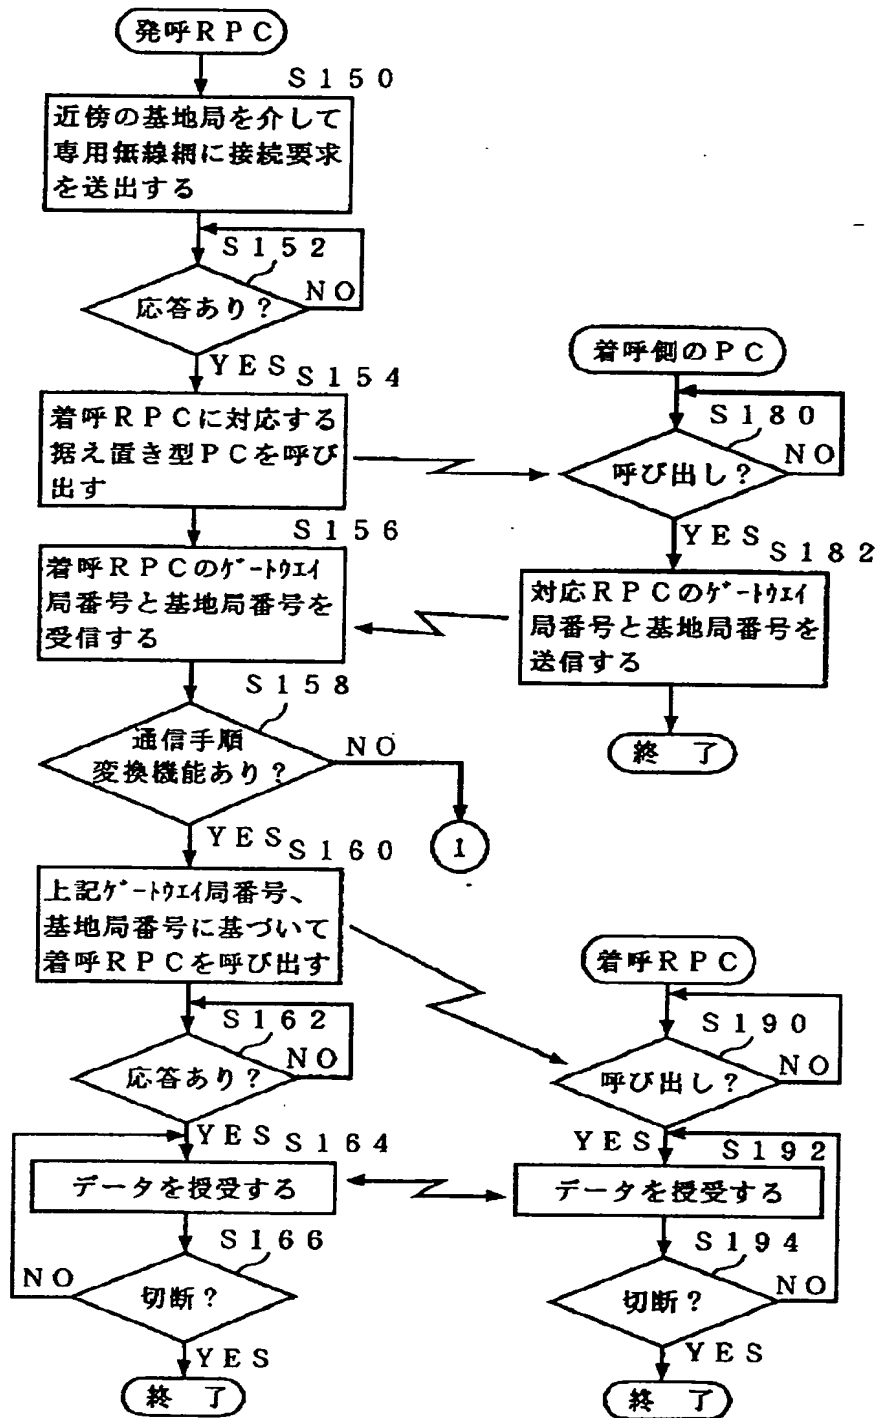 発呼ＲＰＣ
Ｓ１５０
近傍の基地局を介して
専用無線網に接続要求
を送出する
Ｓ１５２
応答あり？
ＮＯ
ＹＥＳ
Ｓ１５４
着呼ＲＰＣに対応する
据え置き型ＰＣを呼び
出す
着呼側のＰＣ
Ｓ１８０
呼び出し？
ＮＯ
ＹＥＳ
Ｓ１８２
対応ＲＰＣのｹﾞｰﾄｳｴｲ
局番号と基地局番号を
送信する
終　了
Ｓ１５６
着呼ＲＰＣのｹﾞｰﾄｳｴｲ
局番号と基地局番号を
受信する
Ｓ１５８
通信手順
変換機能あり？
ＮＯ
１
ＹＥＳ
Ｓ１６０
上記ｹﾞｰﾄｳｴｲ局番号、
基地局番号に基づいて
着呼ＲＰＣを呼び出す
Ｓ１６２
応答あり？
ＮＯ
ＹＥＳ
Ｓ１６４
データを授受する
Ｓ１６６
切断？
ＮＯ
ＹＥＳ
終　了
着呼ＲＰＣ
Ｓ１９０
呼び出し？
ＮＯ
ＹＥＳ
Ｓ１９２
データを授受する
Ｓ１９４
切断？
ＮＯ
ＹＥＳ
終　了